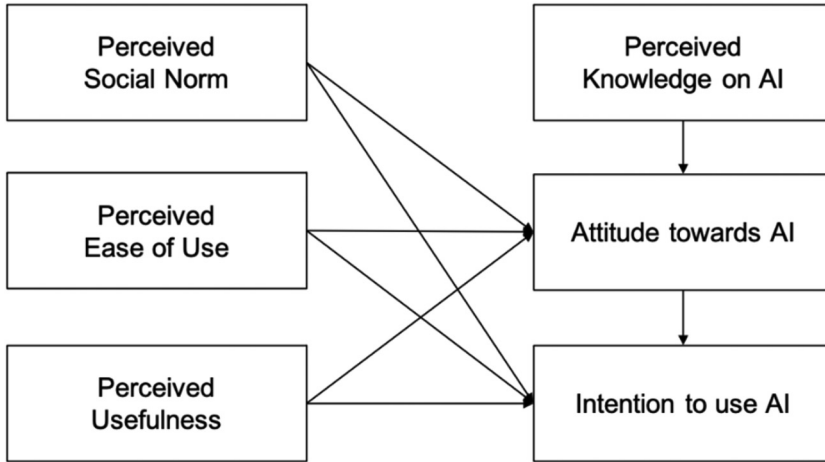 Perceived
Social Norm
Perceived
Knowledge on AI
Perceived
Ease of Use
Attitude towards AI
Perceived
Usefulness
Intention to use AI